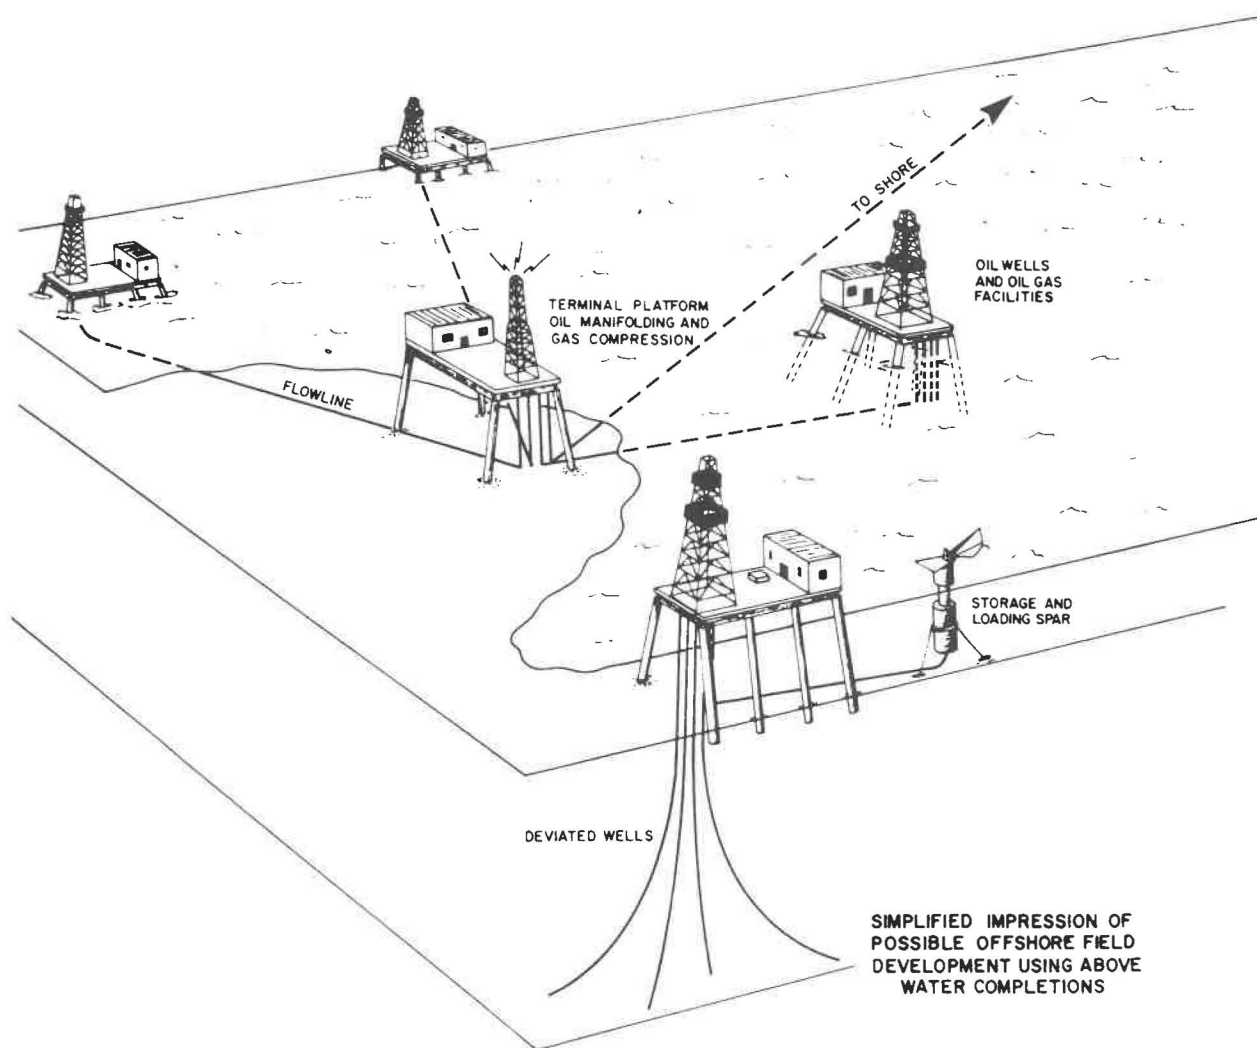 TO SHORE
OIL WELLS
AND OIL GAS
FACILITIES
TERMINAL PLATFORM
OIL MANIFOLDING AND
GAS COMPRESSION
FLOWLINE
STORAGE AND
LOADING SPAR
DEVIATED WELLS
SIMPLIFIED IMPRESSION OF
POSSIBLE OFFSHORE FIELD
DEVELOPMENT USING ABOVE
WATER COMPLETIONS